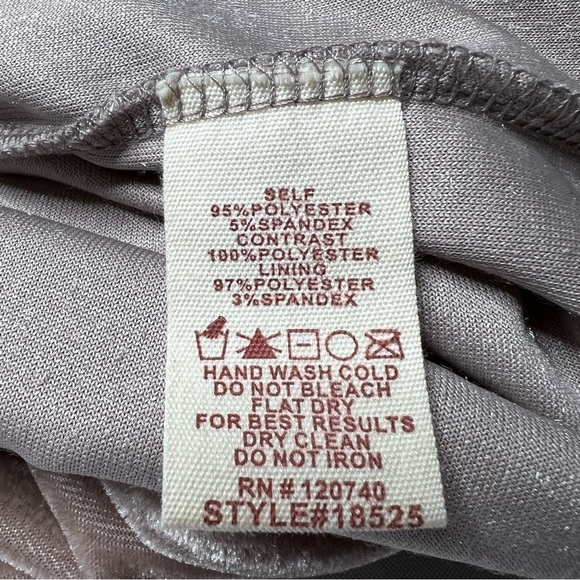 SELF
95%POLYESTER
5%SPANDEX
CONTRAST
100%POLYESTER
LINING
97%POLYESTER
3%SPANDEX
HAND WASH COLD
DO NOT BLEACH
FLAT DRY
FOR BEST RESULTS
DRY CLEAN
DO NOT IRON
RN#120740
STYLE#18525